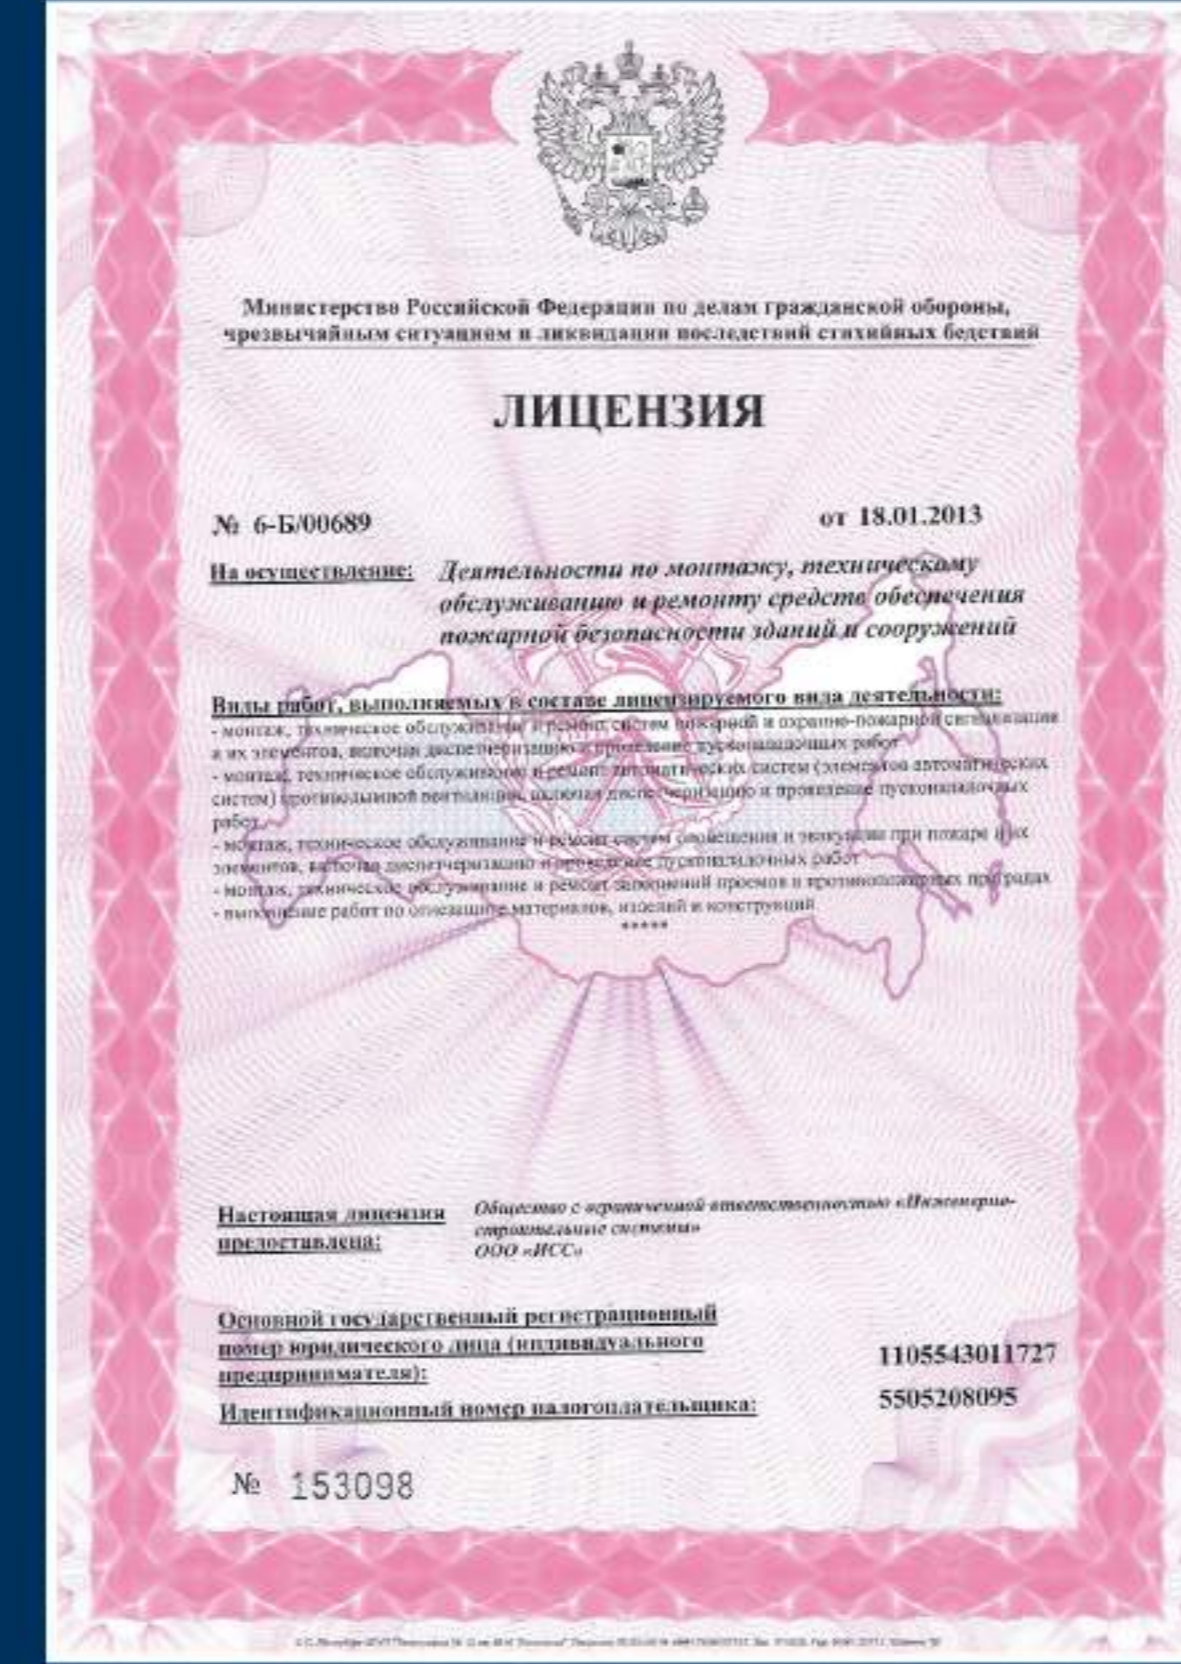 Министерство Российской Федерации по делам гражданской обороны,
чрезвычайным ситуациям и ликвидации последствий стихийных бедствий
ЛИЦЕНЗИЯ
№ 6-Б/00689
от 18.01.2013
На осуществление: Деятельности по монтажу, техническому
обслуживанию и ремонту средств обеспечения
пожарной безопасности зданий и сооружений
Виды работ, выполняемых в составе лицензируемого вида деятельности:
- монтаж, техническое обслуживание и ремонт систем пожарной и охранно-пожарной сигнализации
и их элементов, включая диспетчеризацию и проведение пусконаладочных работ
- монтаж, техническое обслуживание и ремонт автоматических систем (элементов автоматических
систем) противодымной вентиляции, включая диспетчеризацию и проведение пусконаладочных
работ
- монтаж, техническое обслуживание и ремонт систем оповещения и эвакуации при пожаре и их
элементов, включая диспетчеризацию и проведение пусконаладочных работ
- монтаж, техническое обслуживание и ремонт заполнений проемов в противопожарных преградах
- выполнение работ по огнезащите материалов, изделий и конструкций
*****
Настоящая лицензия
предоставлена:
Общество с ограниченной ответственностью «Инженерно-
строительные системы»
ООО «ИСС»
Основной государственный регистрационный
номер юридического лица (индивидуального
предпринимателя):
1105543011727
Идентификационный номер налогоплательщика:
5505208095
№ 153098